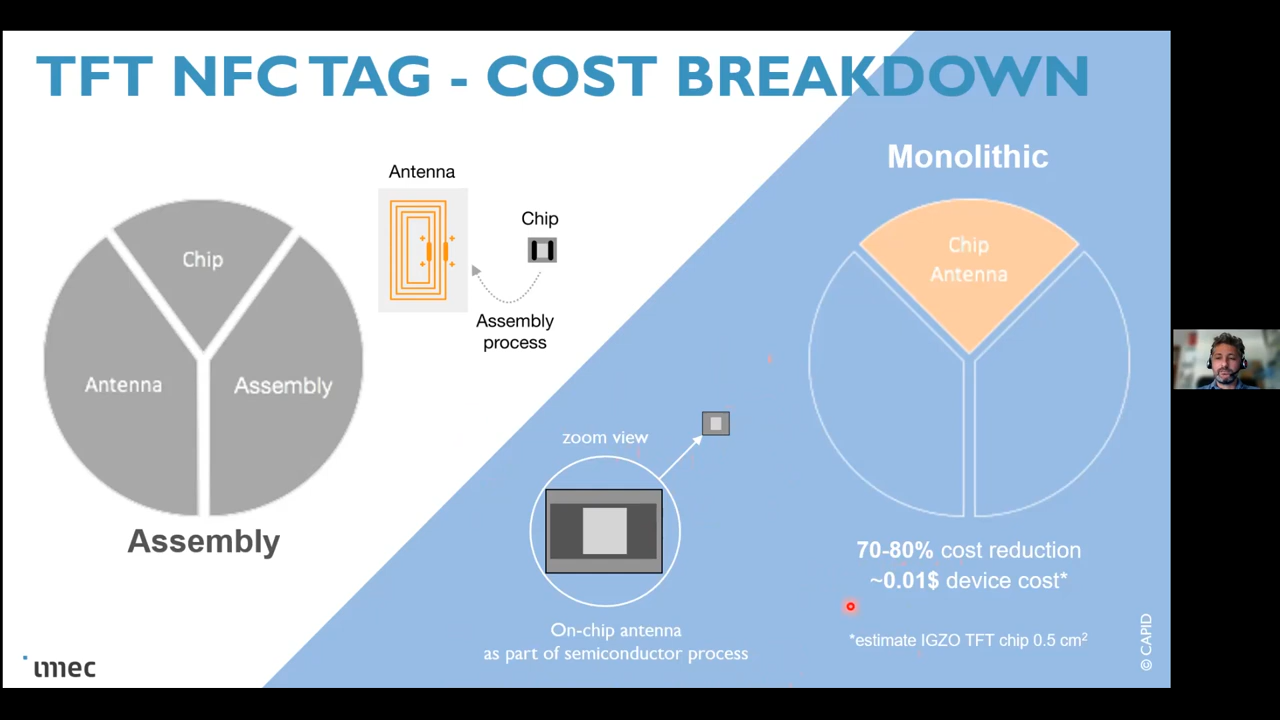 TFT NFC TAG - COST BREAKDOWN
Antenna
Chip
Assembly
process
Chip
Antenna
Assembly
Assembly
zoom view
On-chip antenna
as part of semiconductor process
Monolithic
Chip
Antenna
70-80% cost reduction
~0.01$ device cost*
*estimate IGZO TFT chip 0.5 cm²
© CAPID
imec